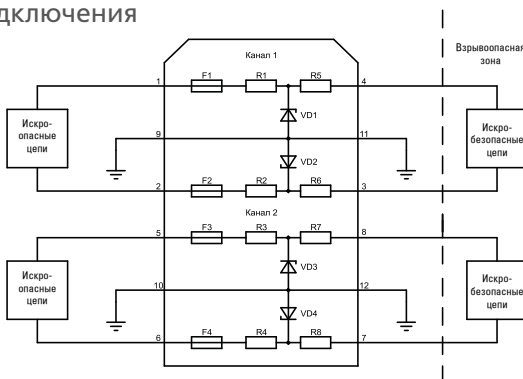 дключения
Канал 1
Взрывоопасная
зона
1 F1 R1 R5 4
Искро-
опасные
цепи
VD1
Искро-
безопасные
цепи
9 11
VD2
2 F2 R2 R6 3
Канал 2
5 F3 R3 R7 8
Искро-
опасные
цепи
VD3
Искро-
безопасные
цепи
10 12
VD4
6 F4 R4 R8 7